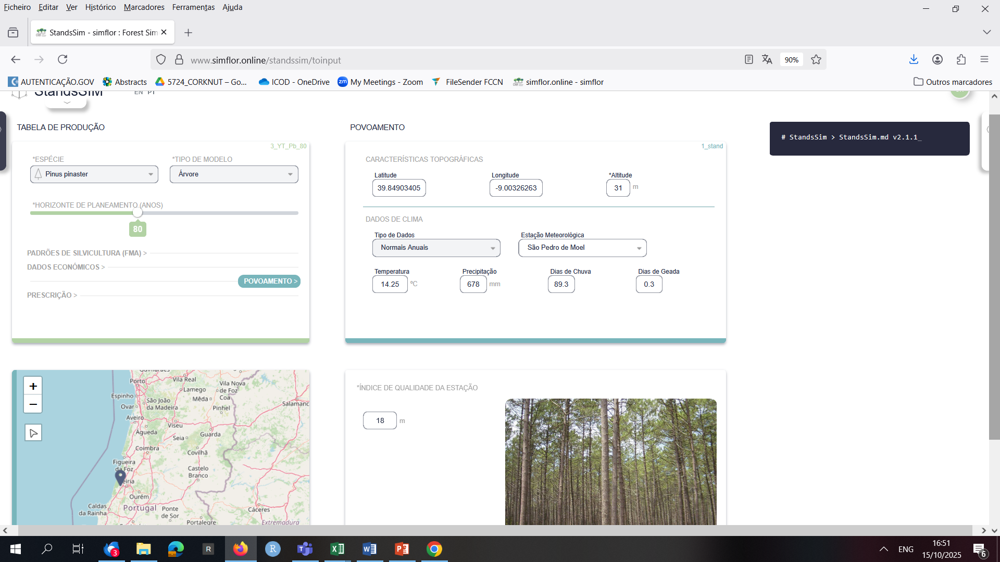 Ficheiro Editar Ver Histórico Marcadores Ferramentas Ajuda
StandsSim - simflor : Forest Sim
www.simflor.online/standssim/toinput
90%
AUTENTICAÇÃO.GOV Abstracts 5724_CORKNUT – Go... ICOD - OneDrive zm My Meetings - Zoom FileSender FCCN simflor.online - simflor Outros marcadores
StandsSIM EN PT
TABELA DE PRODUÇÃO
3_YT_Pb_80
*ESPÉCIE *TIPO DE MODELO
Pinus pinaster Árvore
*HORIZONTE DE PLANEAMENTO (ANOS)
80
PADRÕES DE SILVICULTURA (FMA) >
DADOS ECONÓMICOS >
POVOAMENTO >
PRESCRIÇÃO >
POVOAMENTO
1_stand
CARACTERÍSTICAS TOPOGRÁFICAS
Latitude Longitude *Altitude
39.84903405 -9.00326263 31 m
DADOS DE CLIMA
Tipo de Dados Estação Meteorológica
Normais Anuais São Pedro de Moel
Temperatura Precipitação Dias de Chuva Dias de Geada
14.25 ºC 678 mm 89.3 0.3
# StandsSim > StandsSim.md v2.1.1_
+
−
Guimarães
Porto
Vila Real
Vila Nova
de Foz
Coa
Lamego
Espinho
São João
da Madeira
Mêda
Ovar
Pinhel
Salamanc
Aveiro
Viseu
Águeda
Guarda
Seia
Coimbra
Covilhã
Figueira
da Foz
Castelo
Branco
eiria
Ourém
Caldas
da Rainha
Portugal
Ponte
de Sor
Cáceres
Portalegre
Extremadura
*ÍNDICE DE QUALIDADE DA ESTAÇÃO
18 m
3
R
R
ENG
16:51
15/10/2025
6